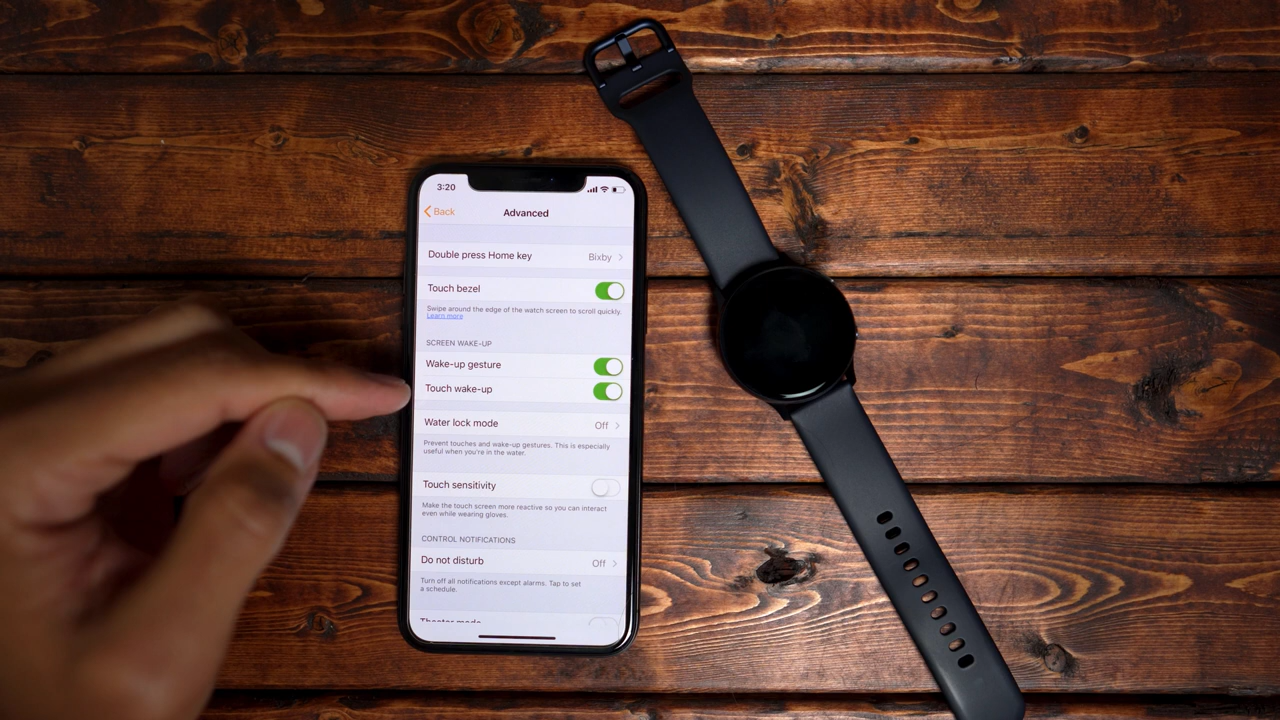 3:20
Back
Advanced
Double press Home key
Bixby
Touch bezel
Swipe around the edge of the watch screen to scroll quickly.
Learn more
SCREEN WAKE-UP
Wake-up gesture
Touch wake-up
Water lock mode
Off
Prevent touches and wake-up gestures. This is especially
useful when you're in the water.
Touch sensitivity
Make the touch screen more reactive so you can interact
even while wearing gloves.
CONTROL NOTIFICATIONS
Do not disturb
Off
Turn off all notifications except alarms. Tap to set
a schedule.
Theater mode